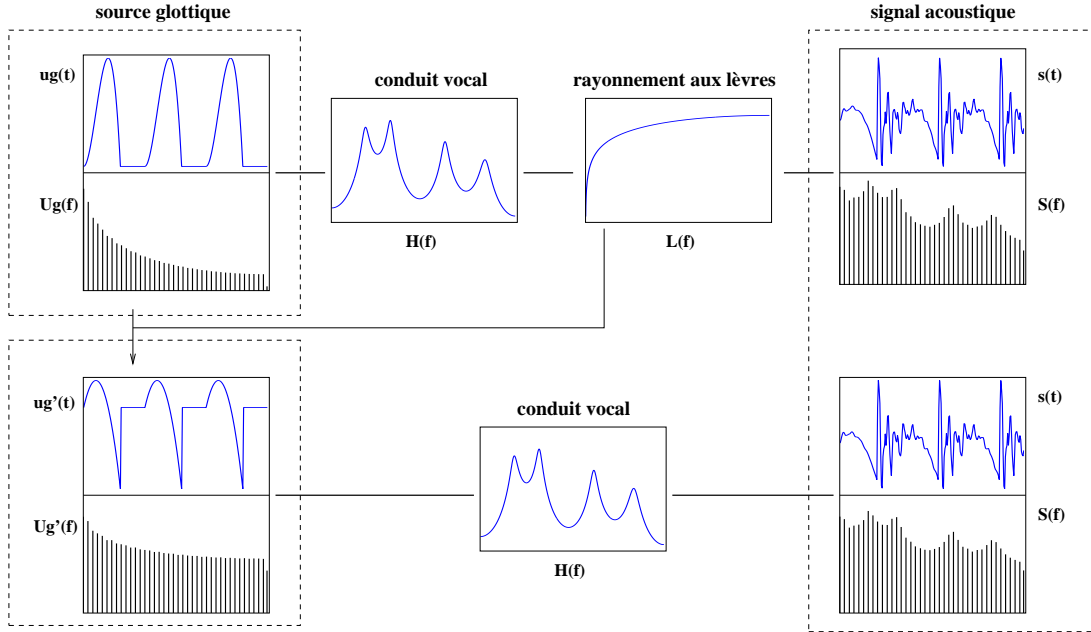 source glottique
signal acoustique
ug(t)
conduit vocal
rayonnement aux lèvres
s(t)
Ug(f)
S(f)
H(f)
L(f)
ug’(t)
conduit vocal
s(t)
Ug’(f)
S(f)
H(f)